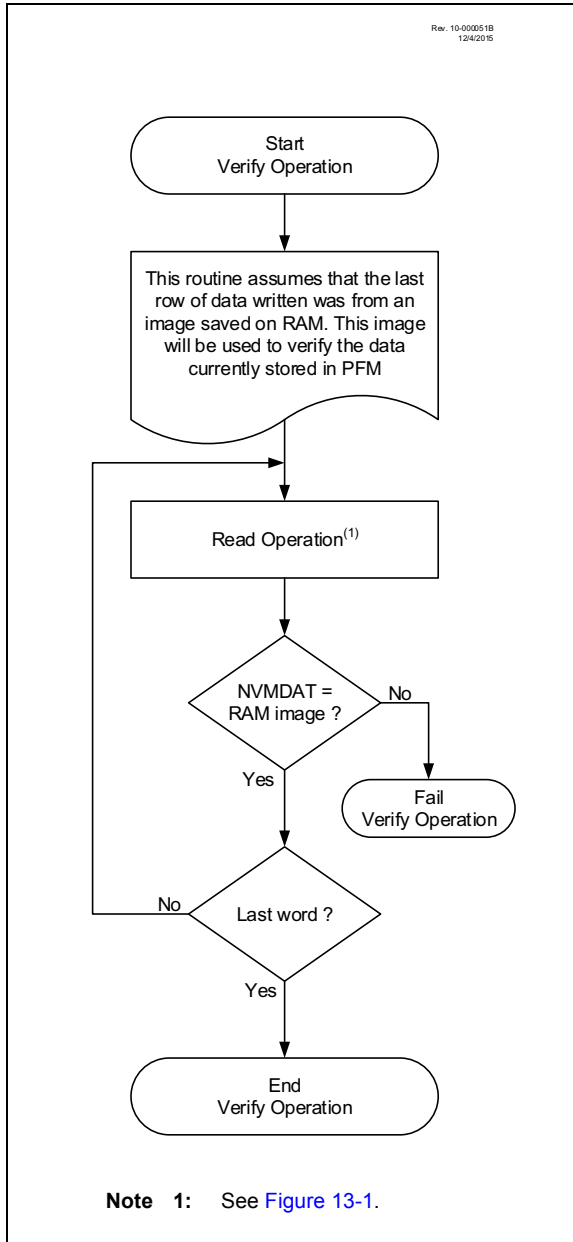 Rev. 10-000051B
12/4/2015
Start
Verify Operation
This routine assumes that the last
row of data written was from an
image saved on RAM. This image
will be used to verify the data
currently stored in PFM
Read Operation(1)
NVMDAT =
RAM image ?
No
Yes
Fail
Verify Operation
Last word ?
No
Yes
End
Verify Operation
Note 1: See Figure 13-1.